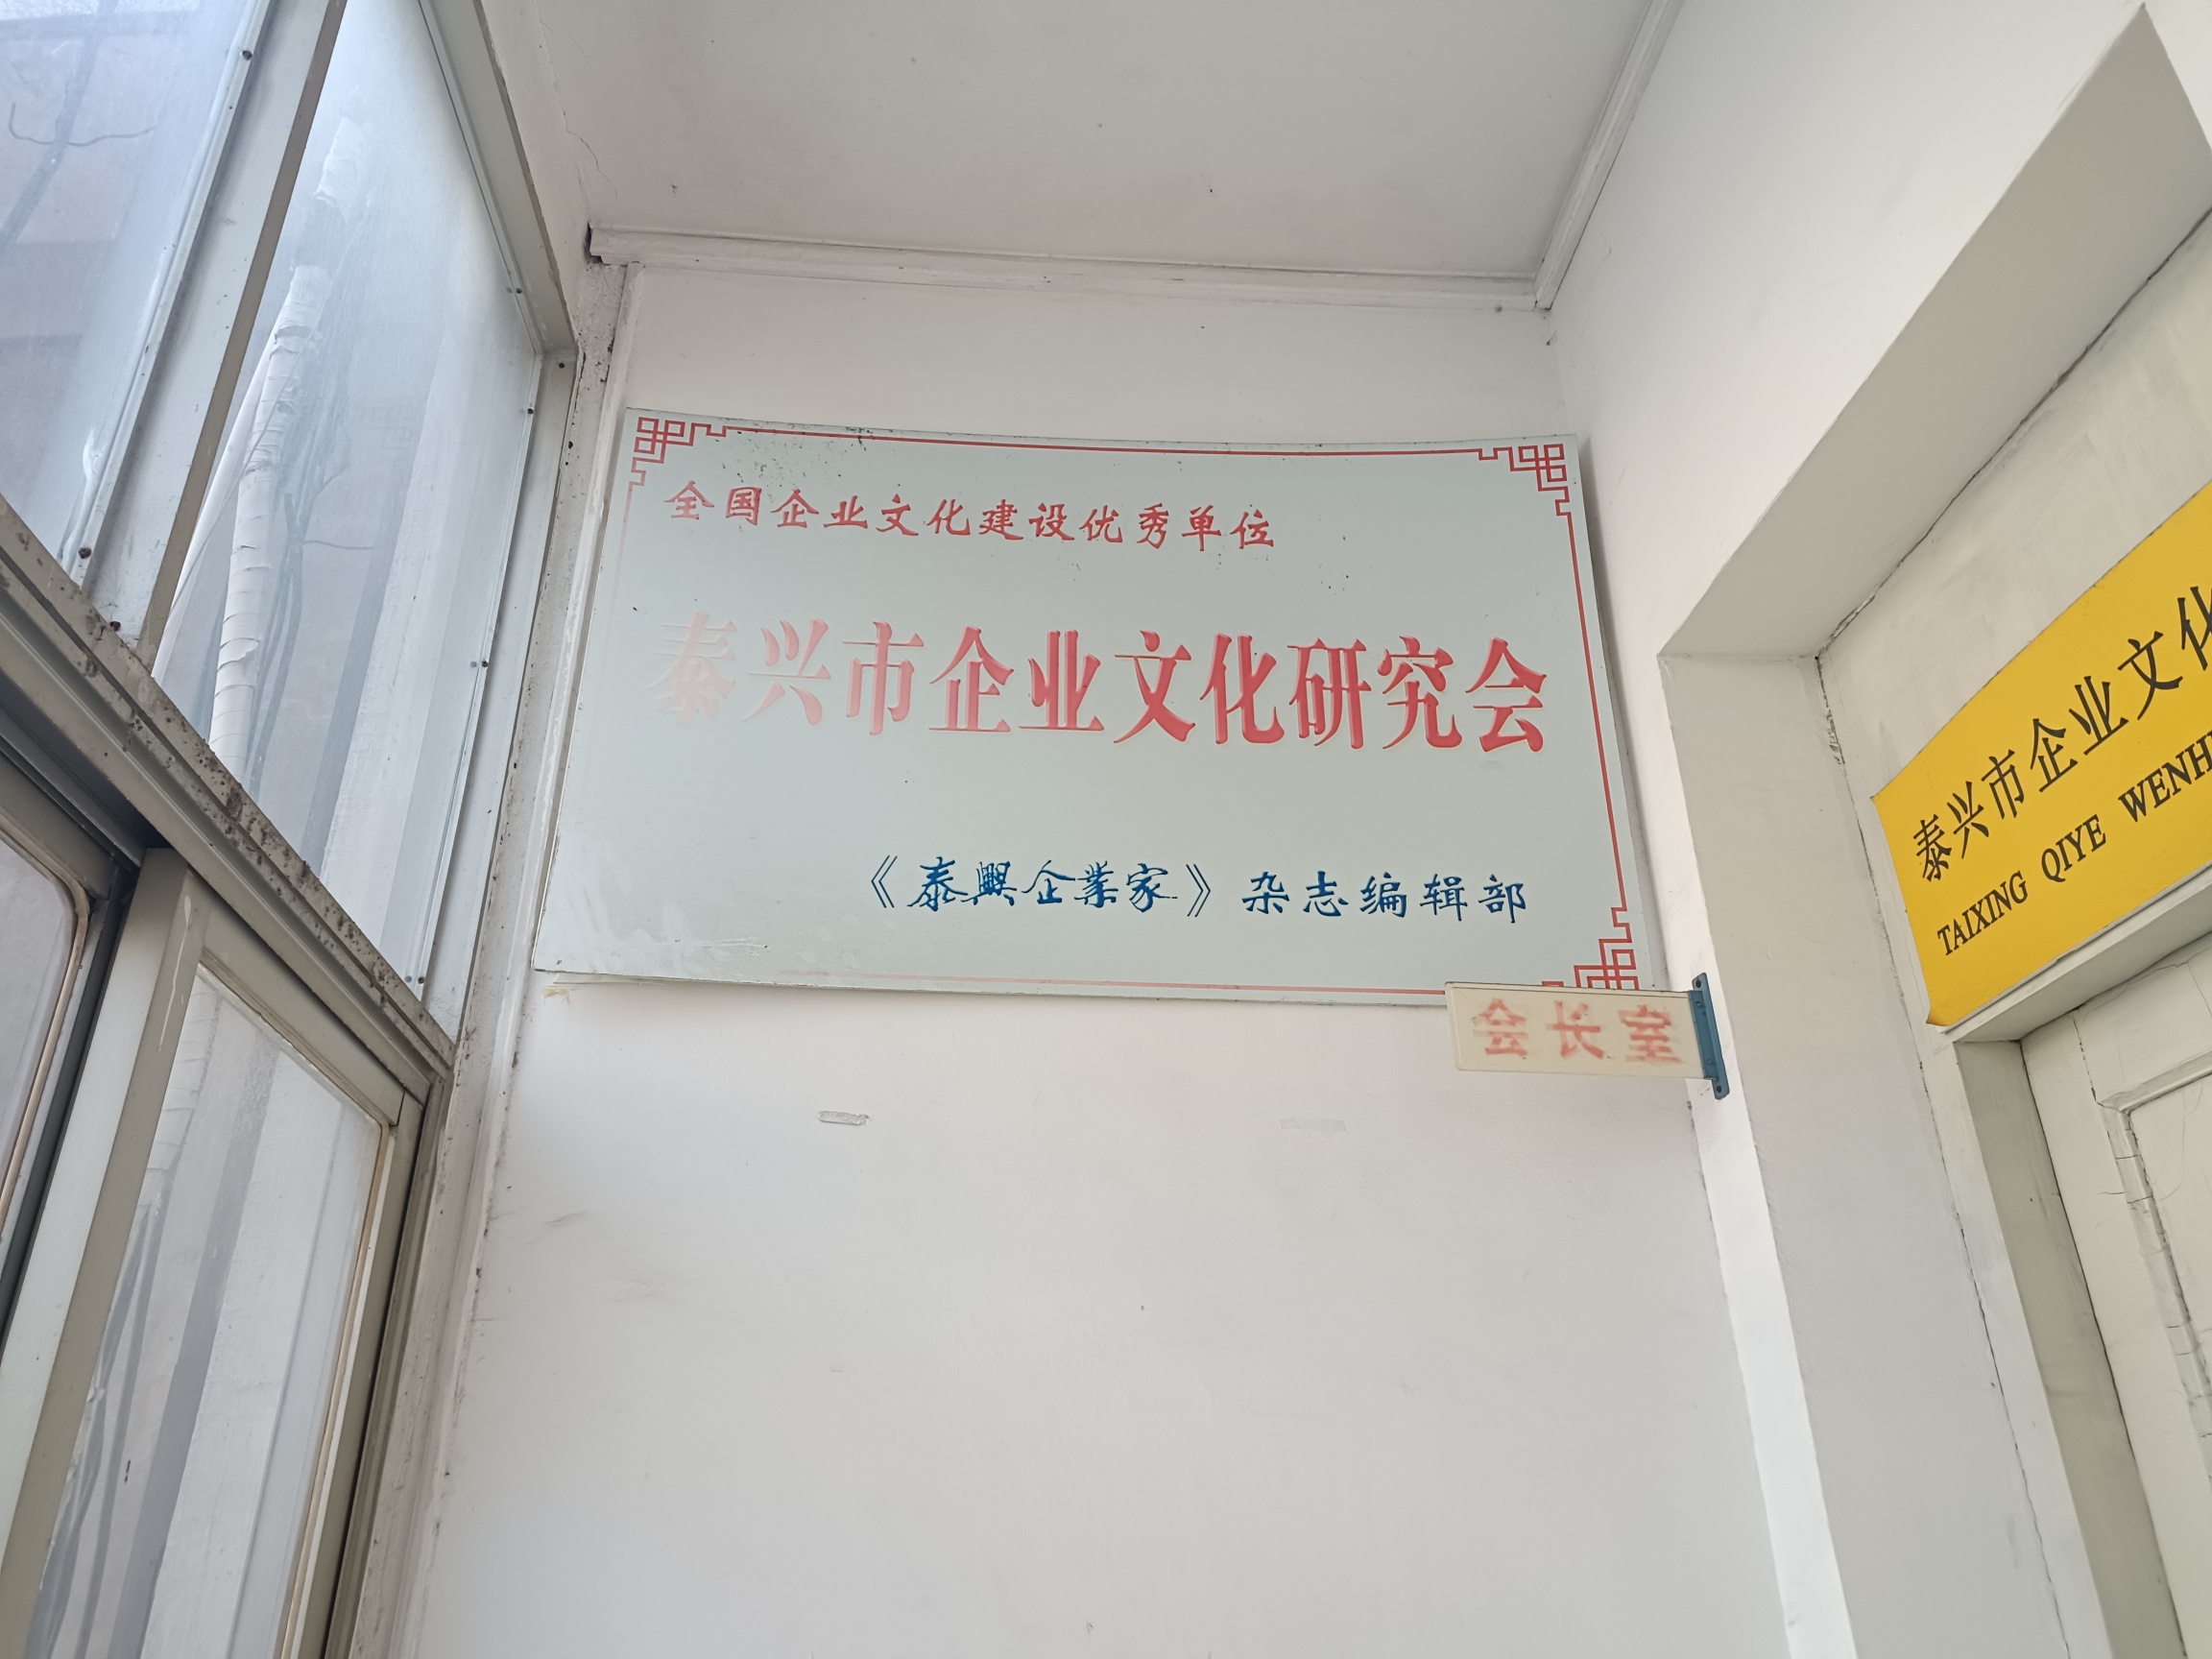 全国企业文化建设优秀单位
泰兴市企业文化研究会
《泰興企業家》杂志编辑部
会长室
泰兴市企业文化
TAIXING QIYE WENH